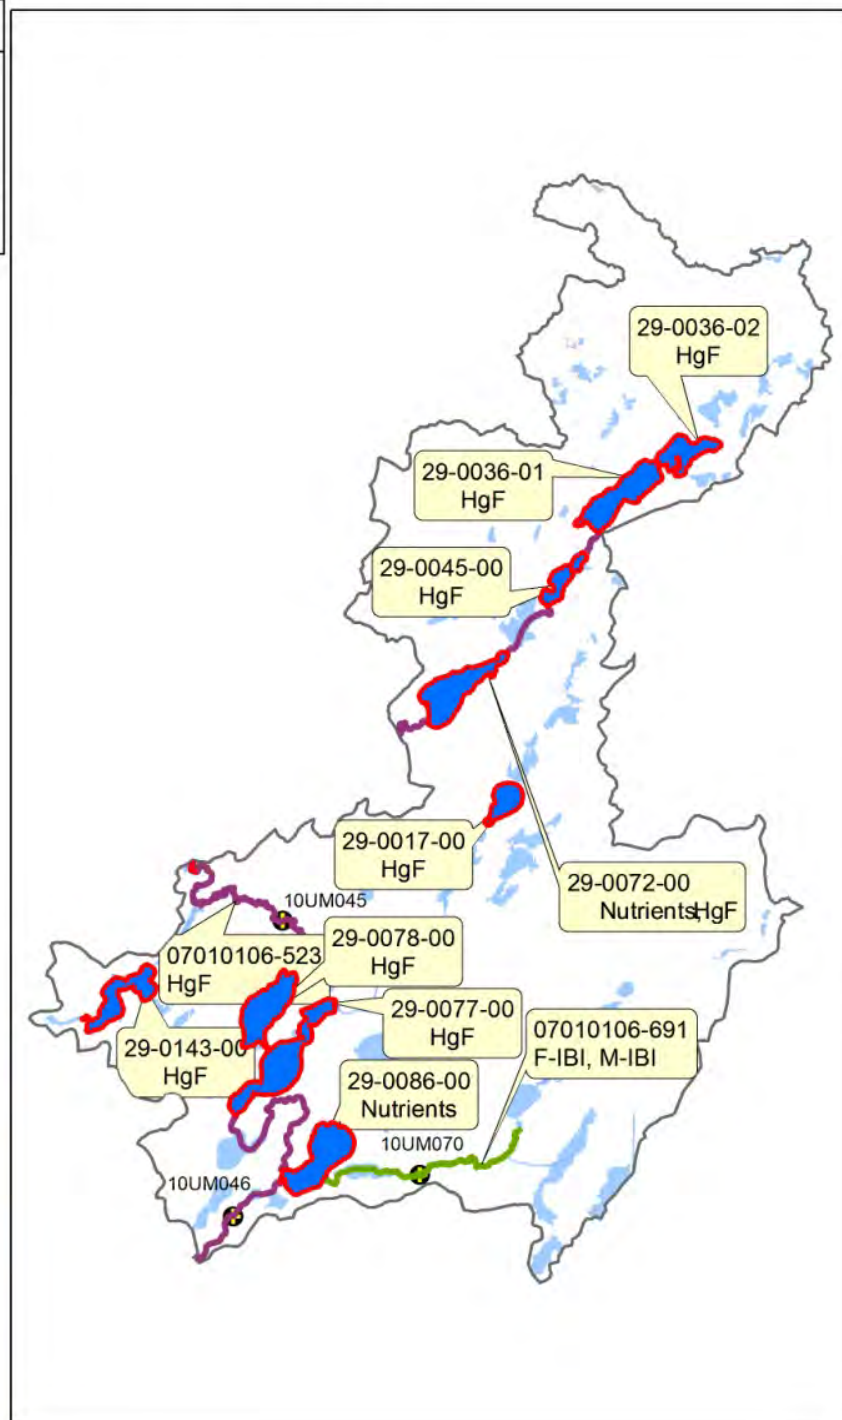 29-0036-02
HgF
29-0036-01
HgF
29-0045-00
HgF
29-0017-00
HgF
29-0072-00
Nutrients,HgF
10UM045
07010106-523
HgF
29-0078-00
HgF
29-0077-00
HgF
07010106-691
F-IBI, M-IBI
29-0143-00
HgF
29-0086-00
Nutrients
10UM070
10UM046